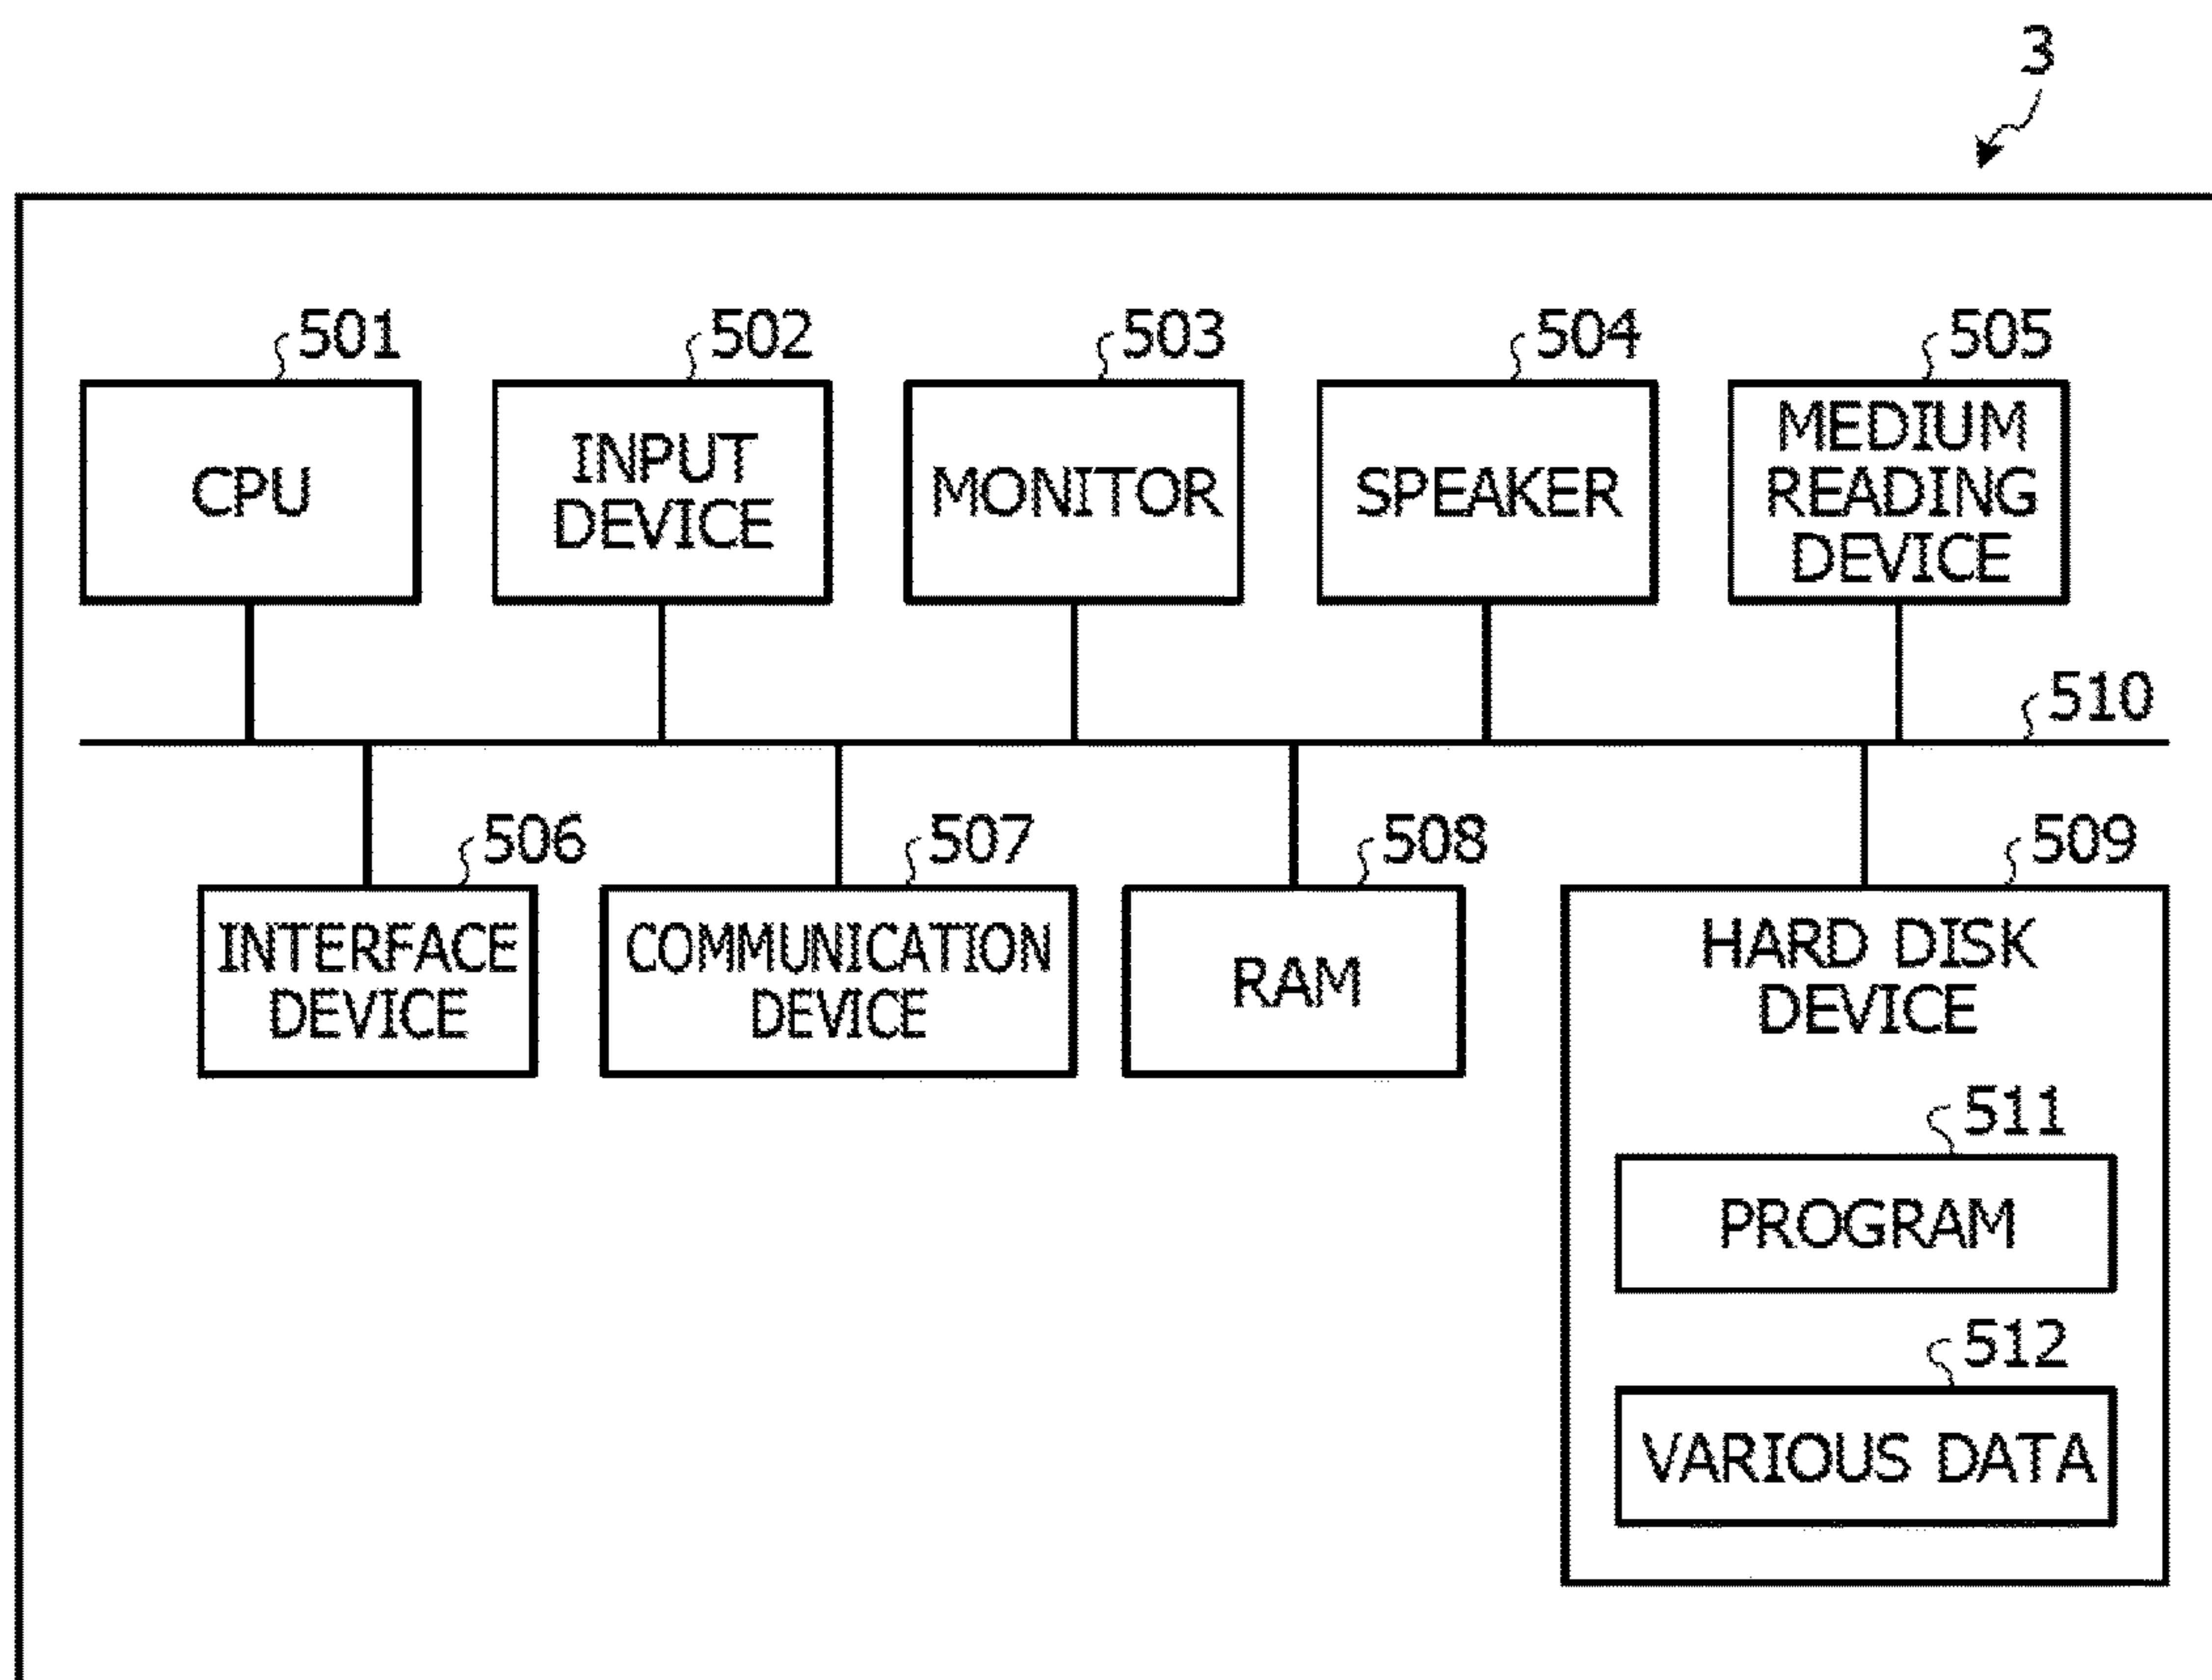 3
501
502
503
504
505
CPU
INPUT
DEVICE
MONITOR
SPEAKER
MEDIUM
READING
DEVICE
510
506
507
508
509
INTERFACE
DEVICE
COMMUNICATION
DEVICE
RAM
HARD DISK
DEVICE
511
PROGRAM
512
VARIOUS DATA